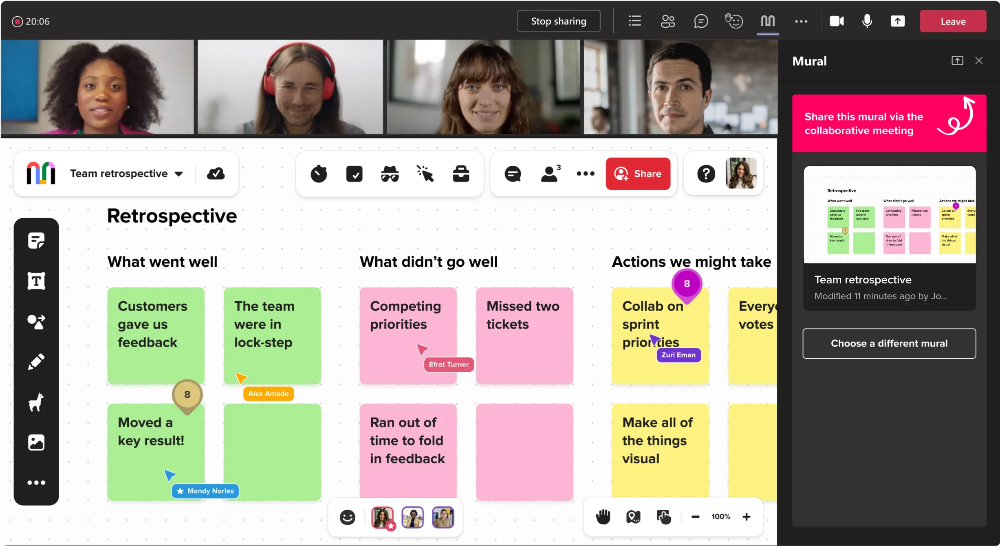 20:06
Stop sharing
Leave
Mural
Share this mural via the
collaborative meeting
Team retrospective
3
Share
?
Retrospective
What went well
What didn't go well
Actions we might take
Customers
gave us
feedback
The team
were in
lock-step
Competing
priorities
Missed two
tickets
8
Collab on
sprint
priorities
Everyo
votes
Efrat Turner
Zuri Eman
Alex Amado
8
Moved a
key result!
Ran out of
time to fold
in feedback
Make all of
the things
visual
Mandy Norles
100%
Retrospective
What went well
What didn't go well
Actions we might take
Customers
gave us
feedback
The team
were in
lock-step
Competing
priorities
Missed two
tickets
8
Collab on
sprint
priorities
Every
votes
8
Moved a
key result!
Ran out of
time to fold
in feedback
Make all of
the things
visual
Team retrospective
Modified 11 minutes ago by Jo...
Choose a different mural